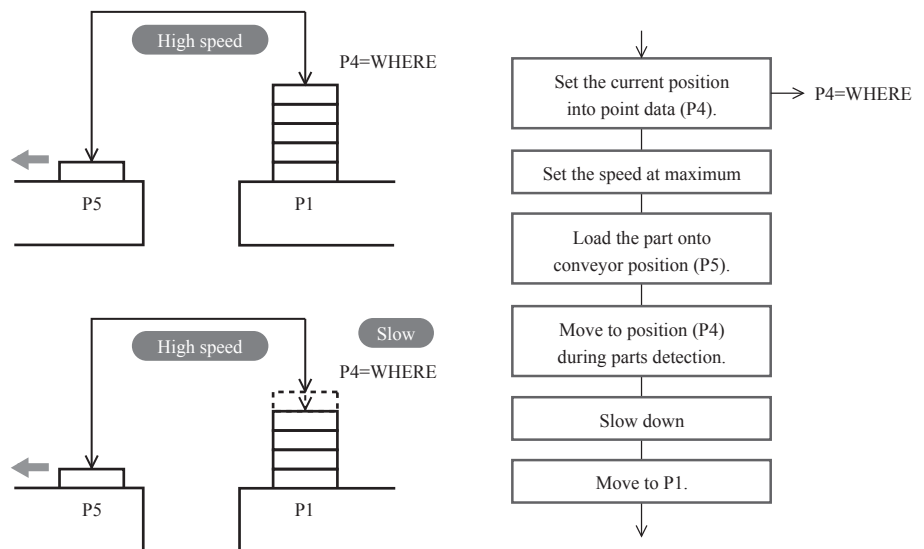 High speed
P4=WHERE
P5
P1
High speed
Slow
P4=WHERE
P5
P1
Set the current position
into point data (P4).
P4=WHERE
Set the speed at maximum
Load the part onto
conveyor position (P5).
Move to position (P4)
during parts detection.
Slow down
Move to P1.